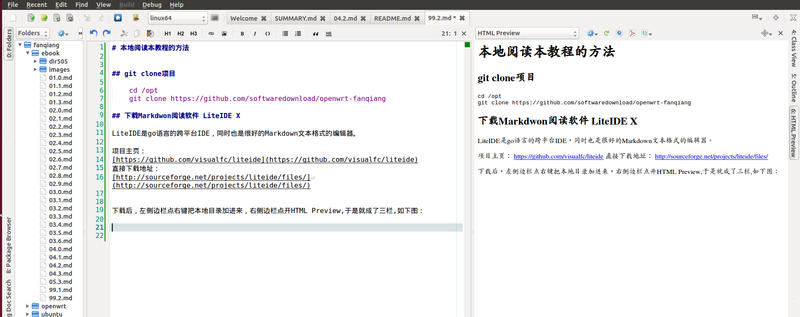 File Recent Edit Find View Build Debug Help
linux64
Welcome SUMMARY.md 04.2.md README.md 99.2.md *
Folders
H1 H2 B I
21: 1
HTML Preview
0: Folders
8: Package Browser
Doc Search
fanqiang
ebook
dirS05
images
01.0.md
01.1.md
01.2.md
01.3.md
02.0.md
02.1.md
02.2.md
02.3.md
02.4.md
02.5.md
02.6.md
02.7.md
02.8.md
02.9.md
03.0.md
03.1.md
03.2.md
03.3.md
03.4.md
03.5.md
03.6.md
04.0.md
04.1.md
04.2.md
04.3.md
05.3.md
99.1.md
99.2.md
openwrt
ubuntu
1 # 本地阅读本教程的方法
2
3
4 ## git clone项目
5
6 cd /opt
7 git clone https://github.com/softwaredownload/openwrt-fanqiang
8
9 ## 下载Markdwon阅读软件 LiteIDE X
10
11 LiteIDE是go语言的跨平台IDE，同时也是很好的Markdown文本格式的编辑器。
12
13 项目主页：
14 [https://github.com/visualfc/liteide](https://github.com/visualfc/liteide)
15 直接下载地址：
16 [http://sourceforge.net/projects/liteide/files/]
(http://sourceforge.net/projects/liteide/files/)
17
18
19 下载后，左侧边栏点右键把本地目录加进来，右侧边栏点开HTML Preview,于是就成了三栏,如下图：
20
21
22
本地阅读本教程的方法
git clone项目
cd /opt
git clone https://github.com/softwaredownload/openwrt-fanqiang
下载Markdwon阅读软件 LiteIDE X
LiteIDE是go语言的跨平台IDE，同时也是很好的Markdown文本格式的编辑器。
项目主页： https://github.com/visualfc/liteide 直接下载地址： http://sourceforge.net/projects/liteide/files/
下载后，左侧边栏点右键把本地目录加进来，右侧边栏点开HTML Preview,于是就成了三栏,如下图：
4: Class View
5: Outline
6: HTML Preview